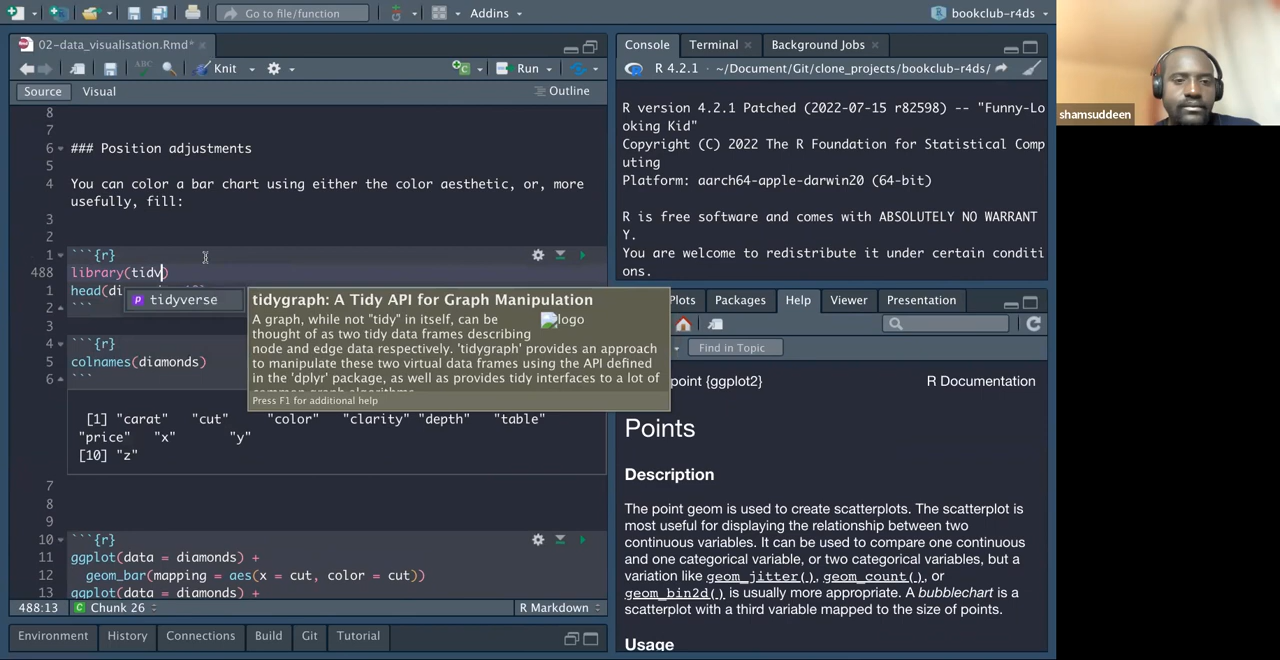 Go to file/function
Addins
bookclub-r4ds
02-data_visualisation.Rmd*
Knit
Run
Source
Visual
Outline
8
7
6 ### Position adjustments
5
4 You can color a bar chart using either the color aesthetic, or, more
usefully, fill:
3
2
1 ```{r}
488 library(tidv)
1 head(di
2 ```
3
4 ```{r}
5 colnames(diamonds)
6 ```
[1] "carat" "cut" "color" "clarity" "depth" "table"
"price" "x" "y"
[10] "z"
7
8
9
10 ```{r}
11 ggplot(data = diamonds) +
12 geom_bar(mapping = aes(x = cut, color = cut))
13 ggplot(data = diamonds) +
tidyverse
tidygraph: A Tidy API for Graph Manipulation
A graph, while not "tidy" in itself, can be
thought of as two tidy data frames describing
node and edge data respectively. 'tidygraph' provides an approach
to manipulate these two virtual data frames using the API defined
in the 'dplyr' package, as well as provides tidy interfaces to a lot of
logo
Press F1 for additional help
488:13
Chunk 26
R Markdown
Environment
History
Connections
Build
Git
Tutorial
Console
Terminal
Background Jobs
R 4.2.1 · ~/Document/Git/clone_projects/bookclub-r4ds/
R version 4.2.1 Patched (2022-07-15 r82598) -- "Funny-Lo
oking Kid"
Copyright (C) 2022 The R Foundation for Statistical Comp
uting
Platform: aarch64-apple-darwin20 (64-bit)
R is free software and comes with ABSOLUTELY NO WARRANT
Y.
You are welcome to redistribute it under certain conditi
ons.
Plots
Packages
Help
Viewer
Presentation
Find in Topic
point {ggplot2}
R Documentation
Points
Description
The point geom is used to create scatterplots. The scatterplot is
most useful for displaying the relationship between two
continuous variables. It can be used to compare one continuous
and one categorical variable, or two categorical variables, but a
variation like geom_jitter(), geom_count(), or
geom_bin2d() is usually more appropriate. A bubblechart is a
scatterplot with a third variable mapped to the size of points.
Usage
shamsuddeen